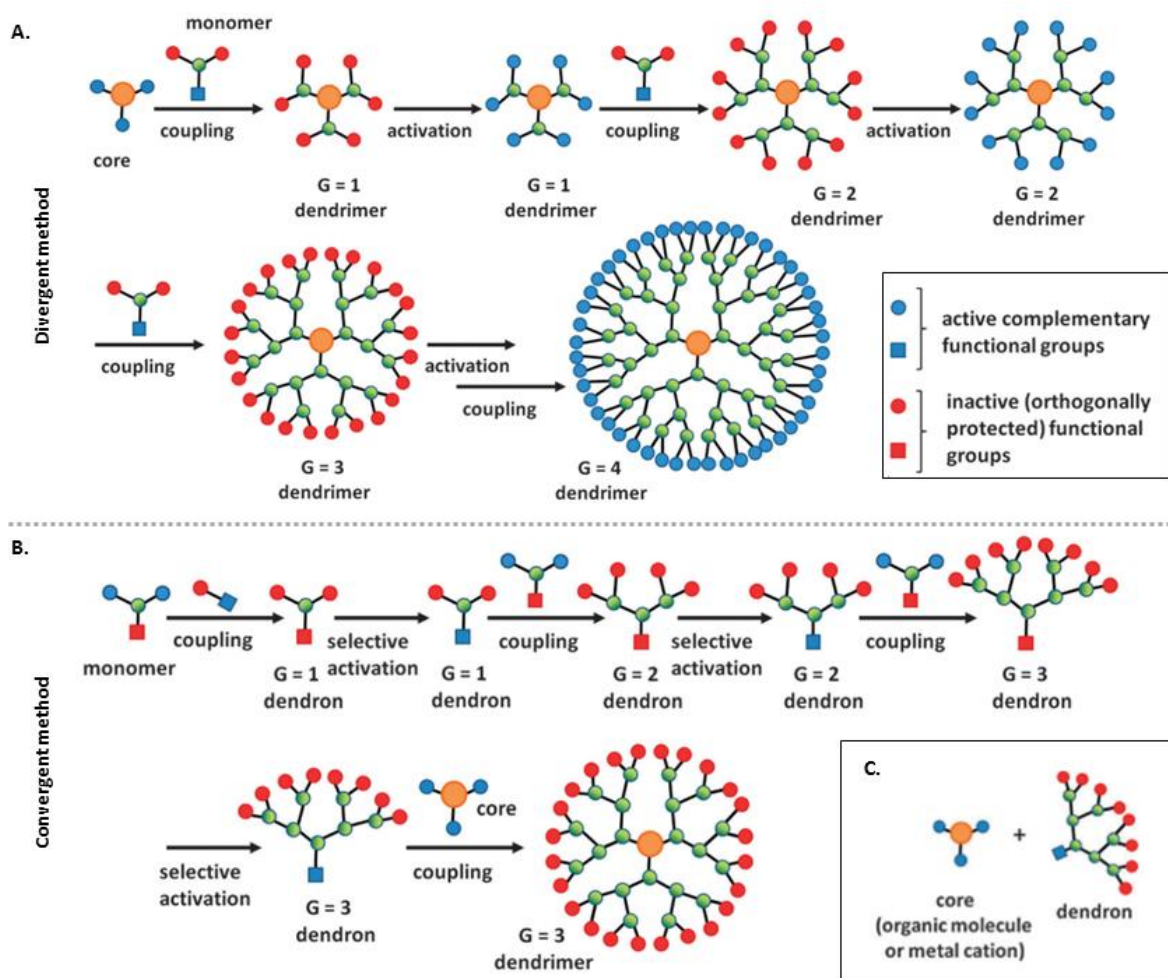 A.
monomer
coupling
activation
coupling
activation
core
G = 1
dendrimer
G = 1
dendrimer
G = 2
dendrimer
G = 2
dendrimer
Divergent method
coupling
activation
coupling
G = 3
dendrimer
G = 4
dendrimer
active complementary
functional groups
inactive (orthogonally
protected) functional
groups
B.
monomer
coupling
selective
activation
coupling
selective
activation
coupling
G = 1
dendron
G = 1
dendron
G = 2
dendron
G = 2
dendron
G = 3
dendron
Convergent method
selective
activation
G = 3
dendron
core
coupling
G = 3
dendrimer
C.
+
core
(organic molecule
or metal cation)
dendron